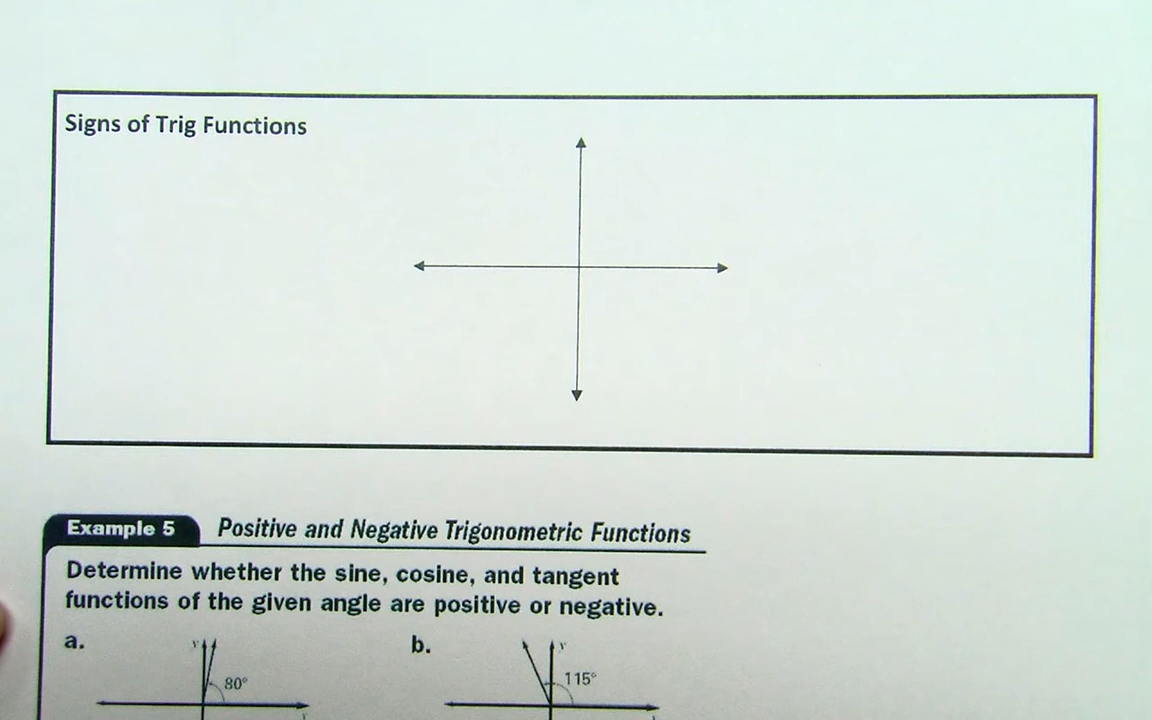 Signs of Trig Functions
Example 5 Positive and Negative Trigonometric Functions
Determine whether the sine, cosine, and tangent
functions of the given angle are positive or negative.
a. b.
y y
80° 115°